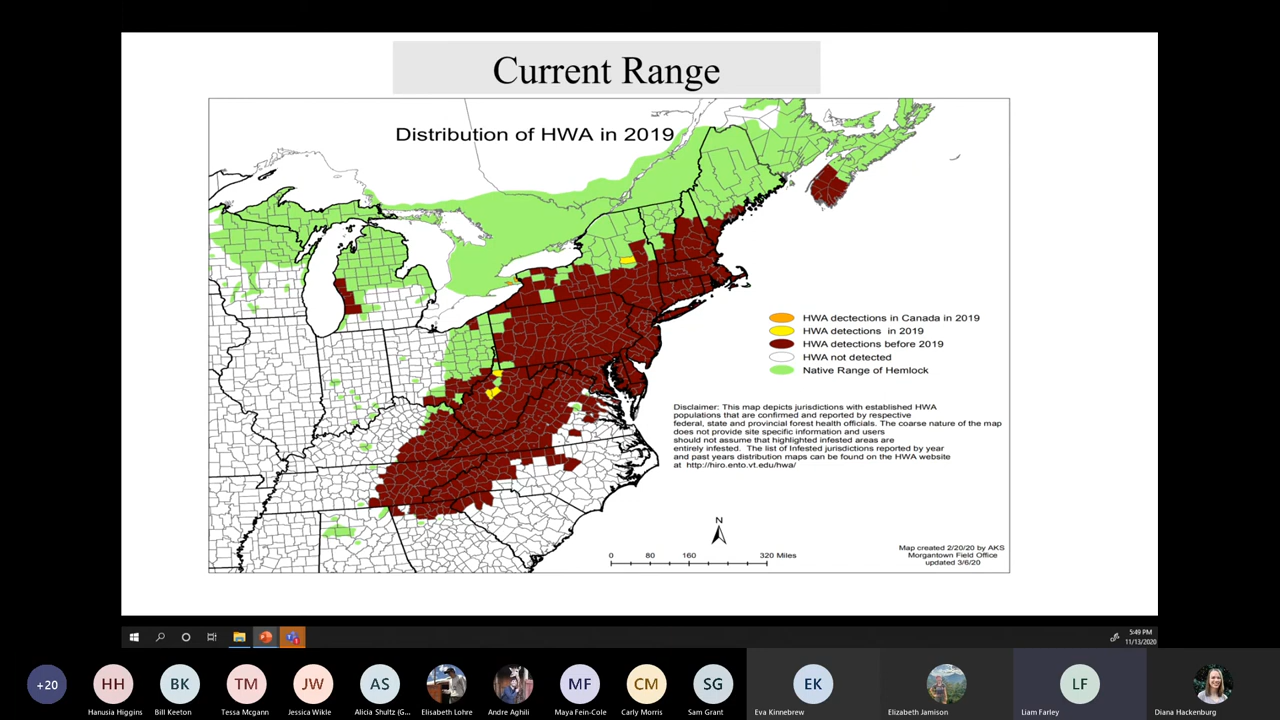 Current Range
Distribution of HWA in 2019
HWA dectections in Canada in 2019
HWA detections in 2019
HWA detections before 2019
HWA not detected
Native Range of Hemlock
Disclaimer: This map depicts jurisdictions with established HWA
populations that are confirmed and reported by respective
federal, state and provincial forest health officials. The coarse nature of the map
does not provide site specific information and users
should not assume that highlighted infested areas are
entirely infested. The list of Infested jurisdictions reported by year
and past years distribution maps can be found on the HWA website
at http://hiro.ento.vt.edu/hwa/
N
0 80 160 320 Miles
Map created 2/20/20 by AKS
Morgantown Field Office
updated 3/6/20
5:49 PM
11/13/2020
+20
HH
BK
TM
JW
AS
MF
CM
SG
EK
LF
Hanusia Higgins
Bill Keeton
Tessa Mcgann
Jessica Wikle
Alicia Shultz (G...
Elisabeth Lohre
Andre Aghili
Maya Fein-Cole
Carly Morris
Sam Grant
Eva Kinnebrew
Elizabeth Jamison
Liam Farley
Diana Hackenburg